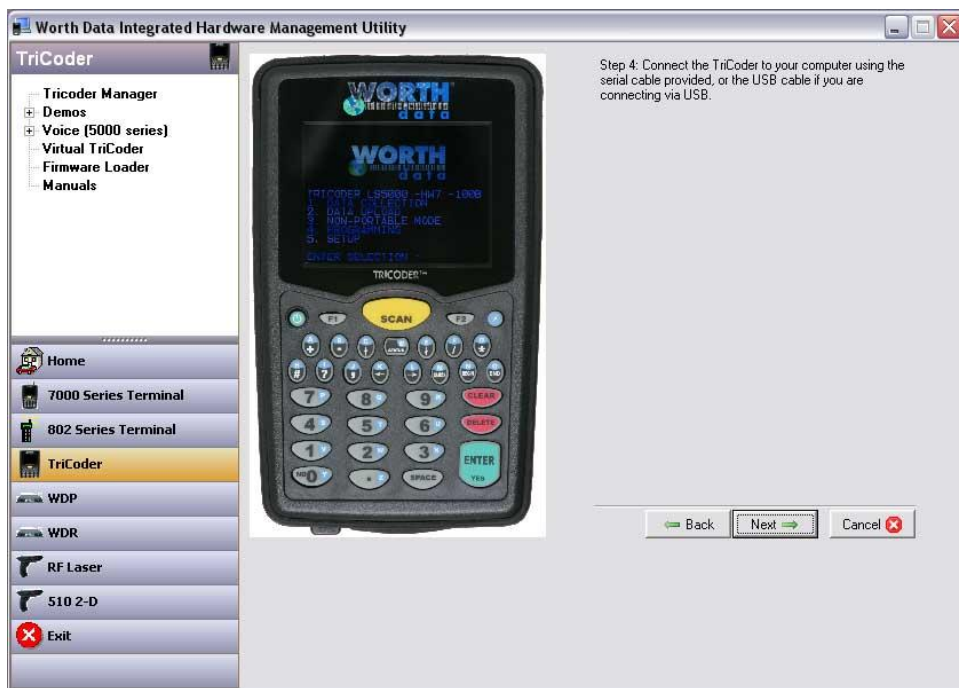 Worth Data Integrated Hardware Management Utility
TriCoder
Tricoder Manager
Demos
Voice (5000 series)
Virtual TriCoder
Firmware Loader
Manuals
Home
7000 Series Terminal
802 Series Terminal
TriCoder
WDP
WDR
RF Laser
510 2-D
Exit
WORTH
data
WORTH
data
TRICODER LS5000 -HW7 -100B
1. DATA COLLECTION
2. DATA UPLOAD
3. NON-PORTABLE MODE
4. PROGRAMMING
5. SETUP
ENTER SELECTION -
TRICODER™
F1 SCAN F2
+ - /
# ? $ END
7 8 9 CLEAR
4 5 6 DELETE
1 2 3 ENTER
0 . SPACE YES
Step 4: Connect the TriCoder to your computer using the
serial cable provided, or the USB cable if you are
connecting via USB.
Back Next Cancel